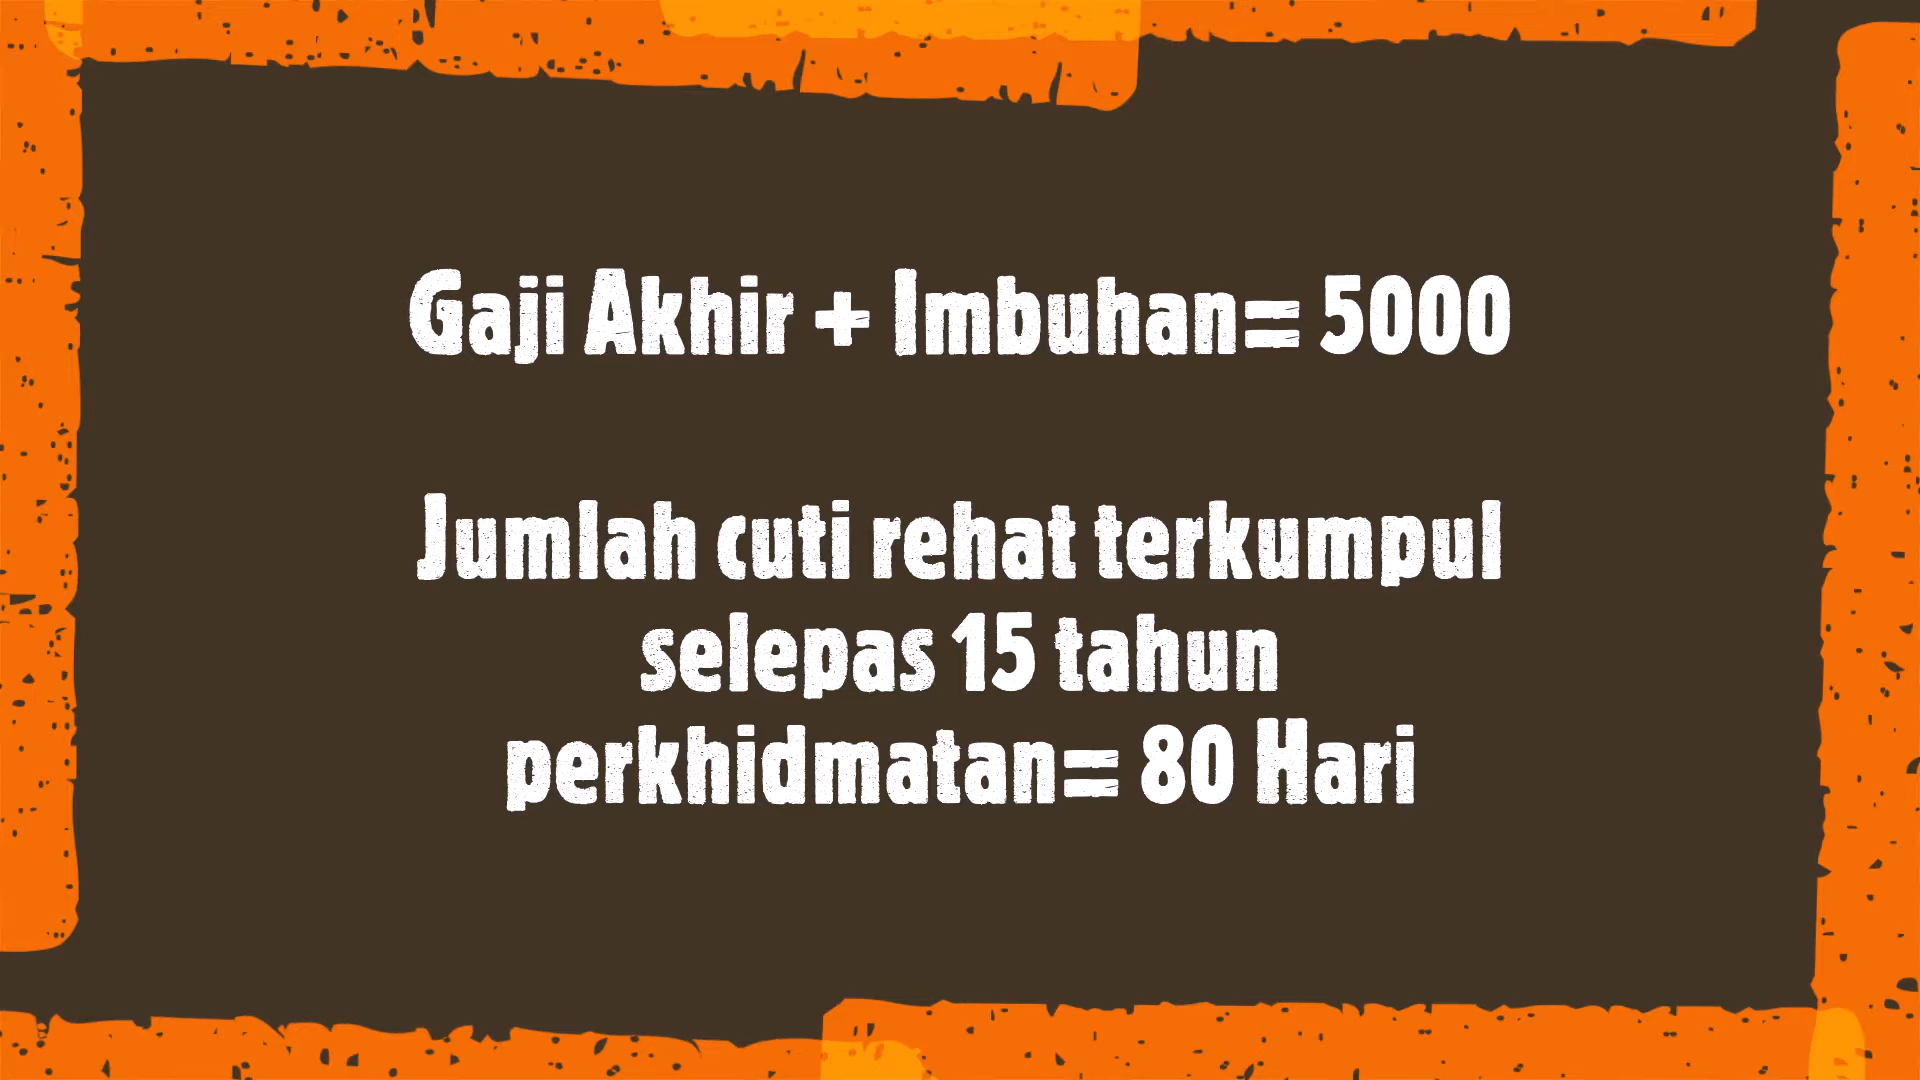 Gaji Akhir + Imbuhan= 5000
Jumlah cuti rehat terkumpul
selepas 15 tahun
perkhidmatan= 80 Hari